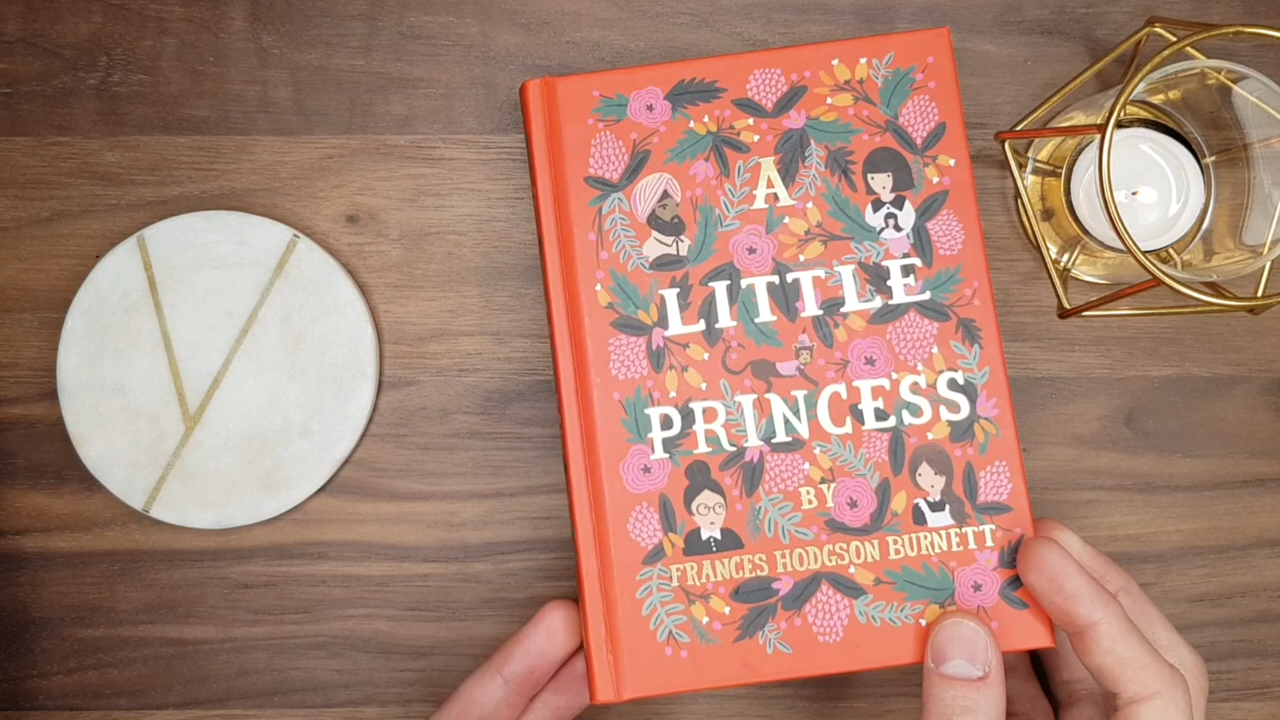 A
LITTLE
PRINCESS
BY
FRANCES HODGSON BURNETT